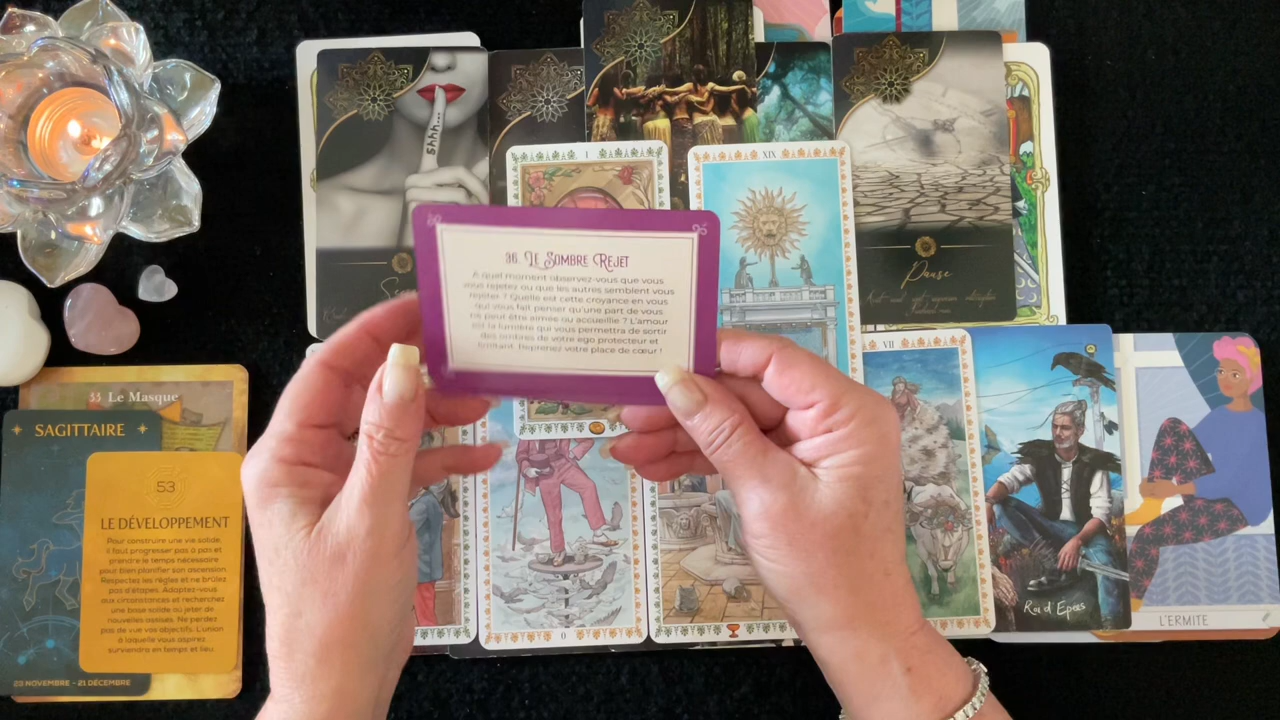 Shhh...
I
XIX
36. Le Sombre Rejet
À quel moment observez-vous que vous
vous rejetez ou que les autres semblent vous
rejeter ? Quelle est cette croyance en vous
qui vous fait penser qu'une part de vous
ne peut être aimée ou accueillie ? L'amour
est la lumière qui vous permettra de sortir
des ombres de votre ego protecteur et
limitant. Reprenez votre place de cœur !
Pause
33 Le Masque
SAGITTAIRE
53
LE DÉVELOPPEMENT
Pour construire une vie solide,
il faut progresser pas à pas et
prendre le temps nécessaire
pour bien planifier son ascension.
Respectez les règles et ne brûlez
pas d'étapes. Adaptez-vous
aux circonstances et recherchez
une base solide où jeter de
nouvelles assises. Ne perdez
pas de vue vos objectifs. L'union
à laquelle vous aspirez
surviendra en temps et lieu.
23 NOVEMBRE - 21 DÉCEMBRE
0
VII
Roi d'Épées
L'ERMITE